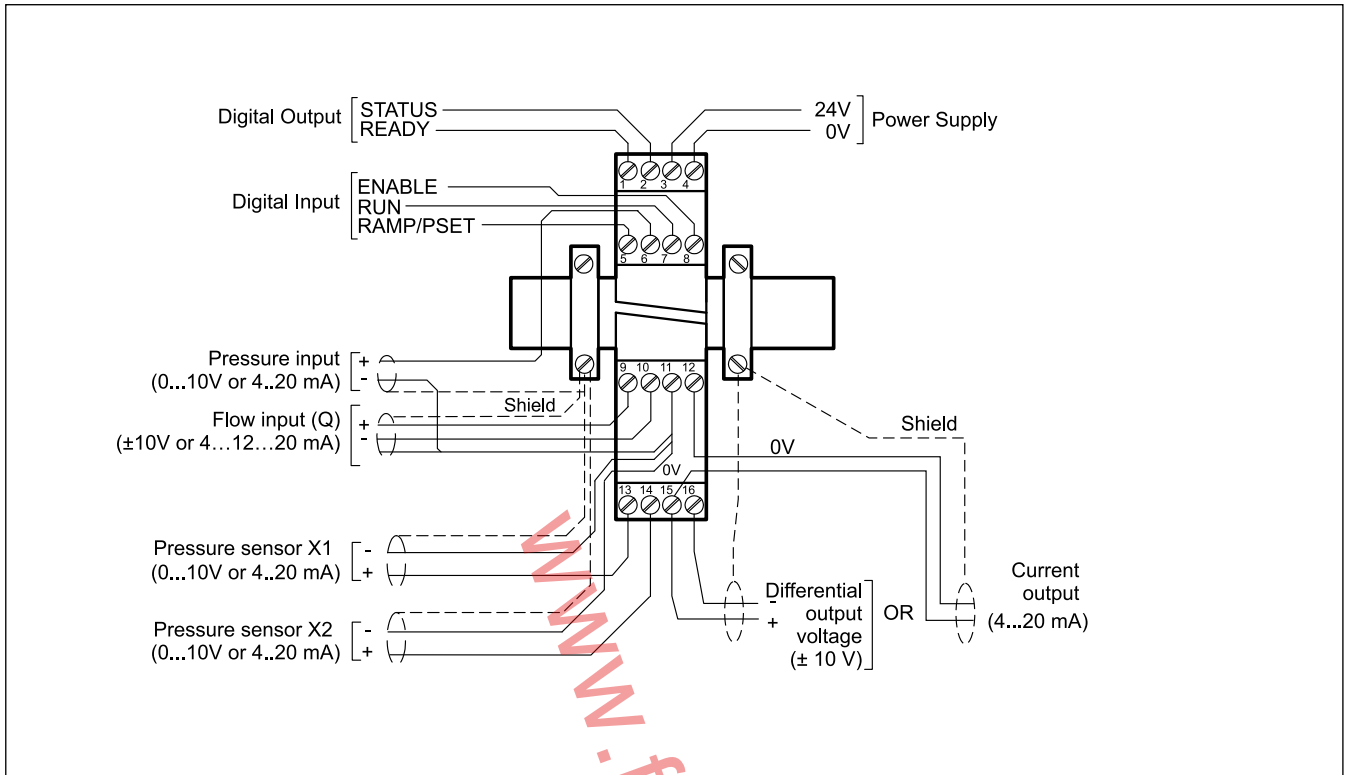 Digital Output
STATUS
READY
24V
0V
Power Supply
1 2 3 4
Digital Input
ENABLE
RUN
RAMP/PSET
5 6 7 8
Pressure input
(0...10V or 4..20 mA)
+
-
Shield
Flow input (Q)
(±10V or 4...12...20 mA)
+
-
9 10 11 12
Shield
0V
0V
13 14 15 16
Pressure sensor X1
(0...10V or 4..20 mA)
-
+
Pressure sensor X2
(0...10V or 4..20 mA)
-
+
Differential
output
voltage
(± 10 V)
-
+
OR
Current
output
(4...20 mA)
www.f